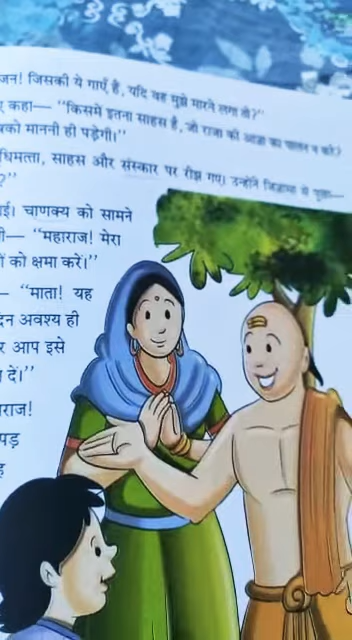 जन! जिसकी ये गाएँ है, यदि वह मुझे मारने लगा तो?"
कहा— "किसमें इतना साहस है, जो राजा की आज्ञा का पालन न करे?
को माननी ही पड़ेगी।"
धिमत्ता, साहस और संस्कार पर रीझ गए। उन्होंने जिज्ञासा से पूछा—
?"
ई। चाणक्य को सामने
ी— "महाराज! मेरा
ों को क्षमा करें।"
— "माता! यह
दिन अवश्य ही
आप इसे
दें।"
राज!
पड़